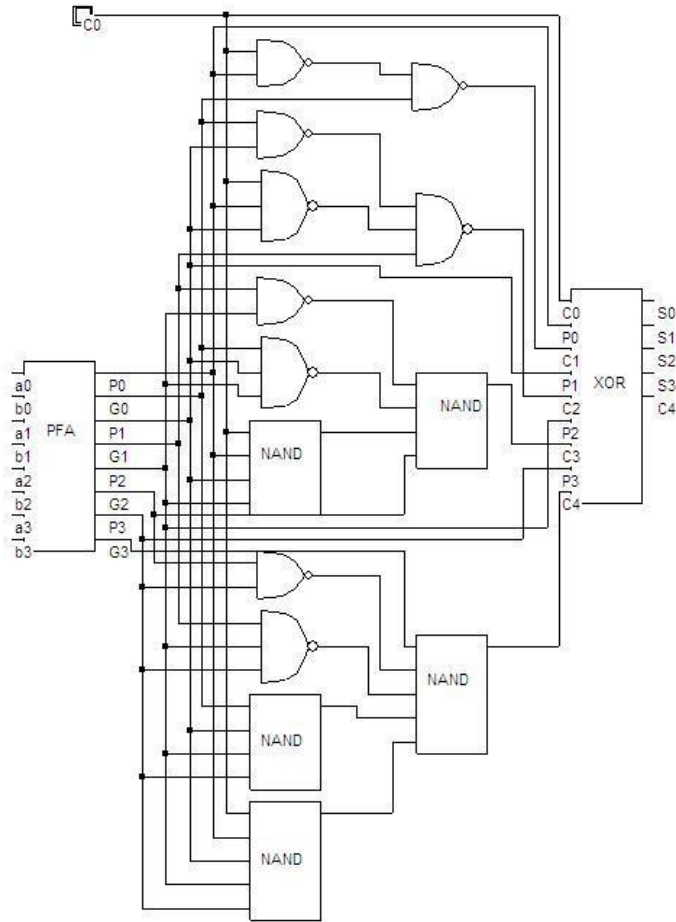 C0
C0
P0
C1
P1
C2
P2
C3
P3
C4
XOR
S0
S1
S2
S3
C4
a0
b0
a1
b1
a2
b2
a3
b3
PFA
P0
G0
P1
G1
P2
G2
P3
G3
NAND
NAND
NAND
NAND
NAND